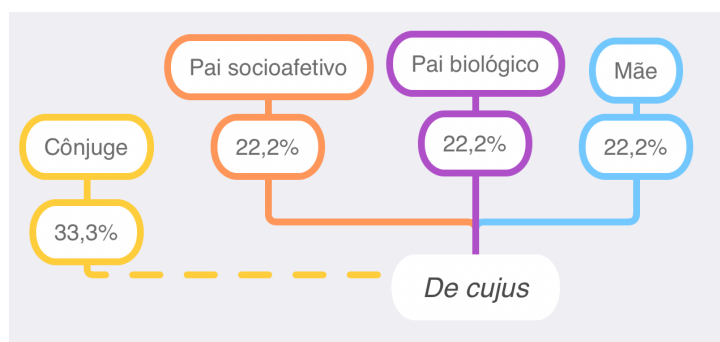 Pai socioafetivo
Pai biológico
Mãe
Cônjuge
22,2%
22,2%
22,2%
33,3%
De cujus